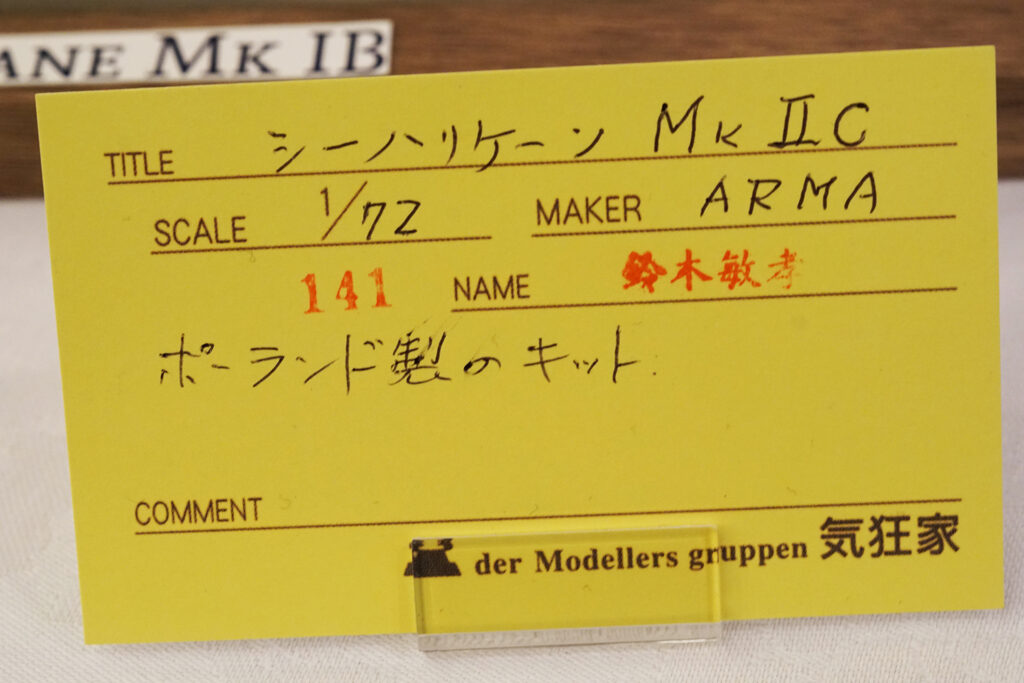 ANE MK IB
TITLE シーハリケーン MK II C
SCALE 1/72 MAKER ARMA
141 NAME 鈴木敏孝
ポーランド製のキット.
COMMENT
der Modellers gruppen 気狂家